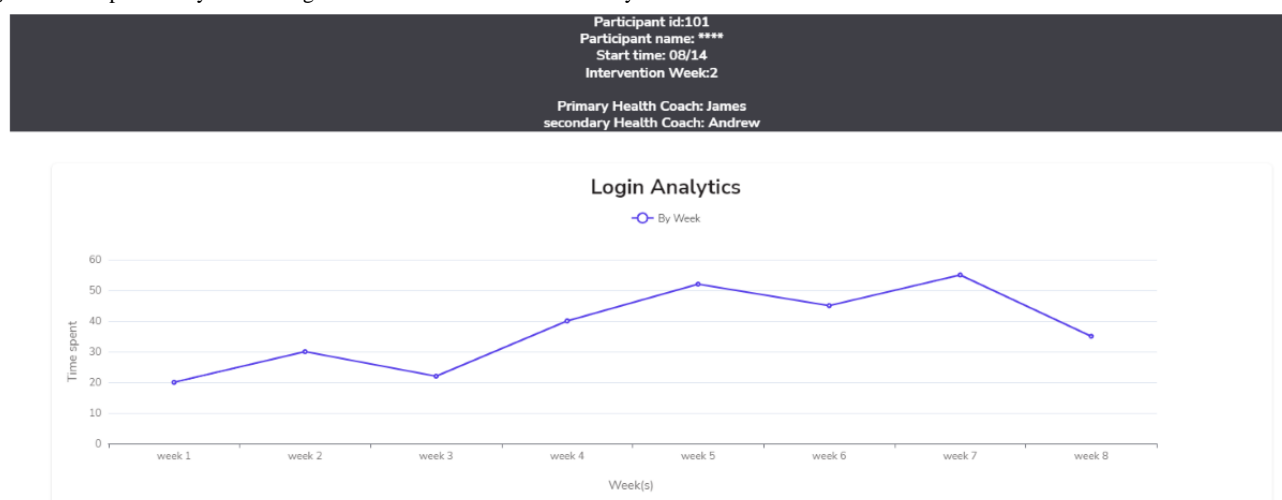 Participant id:101
Participant name: ****
Start time: 08/14
Intervention Week:2
Primary Health Coach: James
secondary Health Coach: Andrew
Login Analytics
By Week
60
50
40
30
20
10
0
Time spent
week 1 week 2 week 3 week 4 week 5 week 6 week 7 week 8
Week(s)